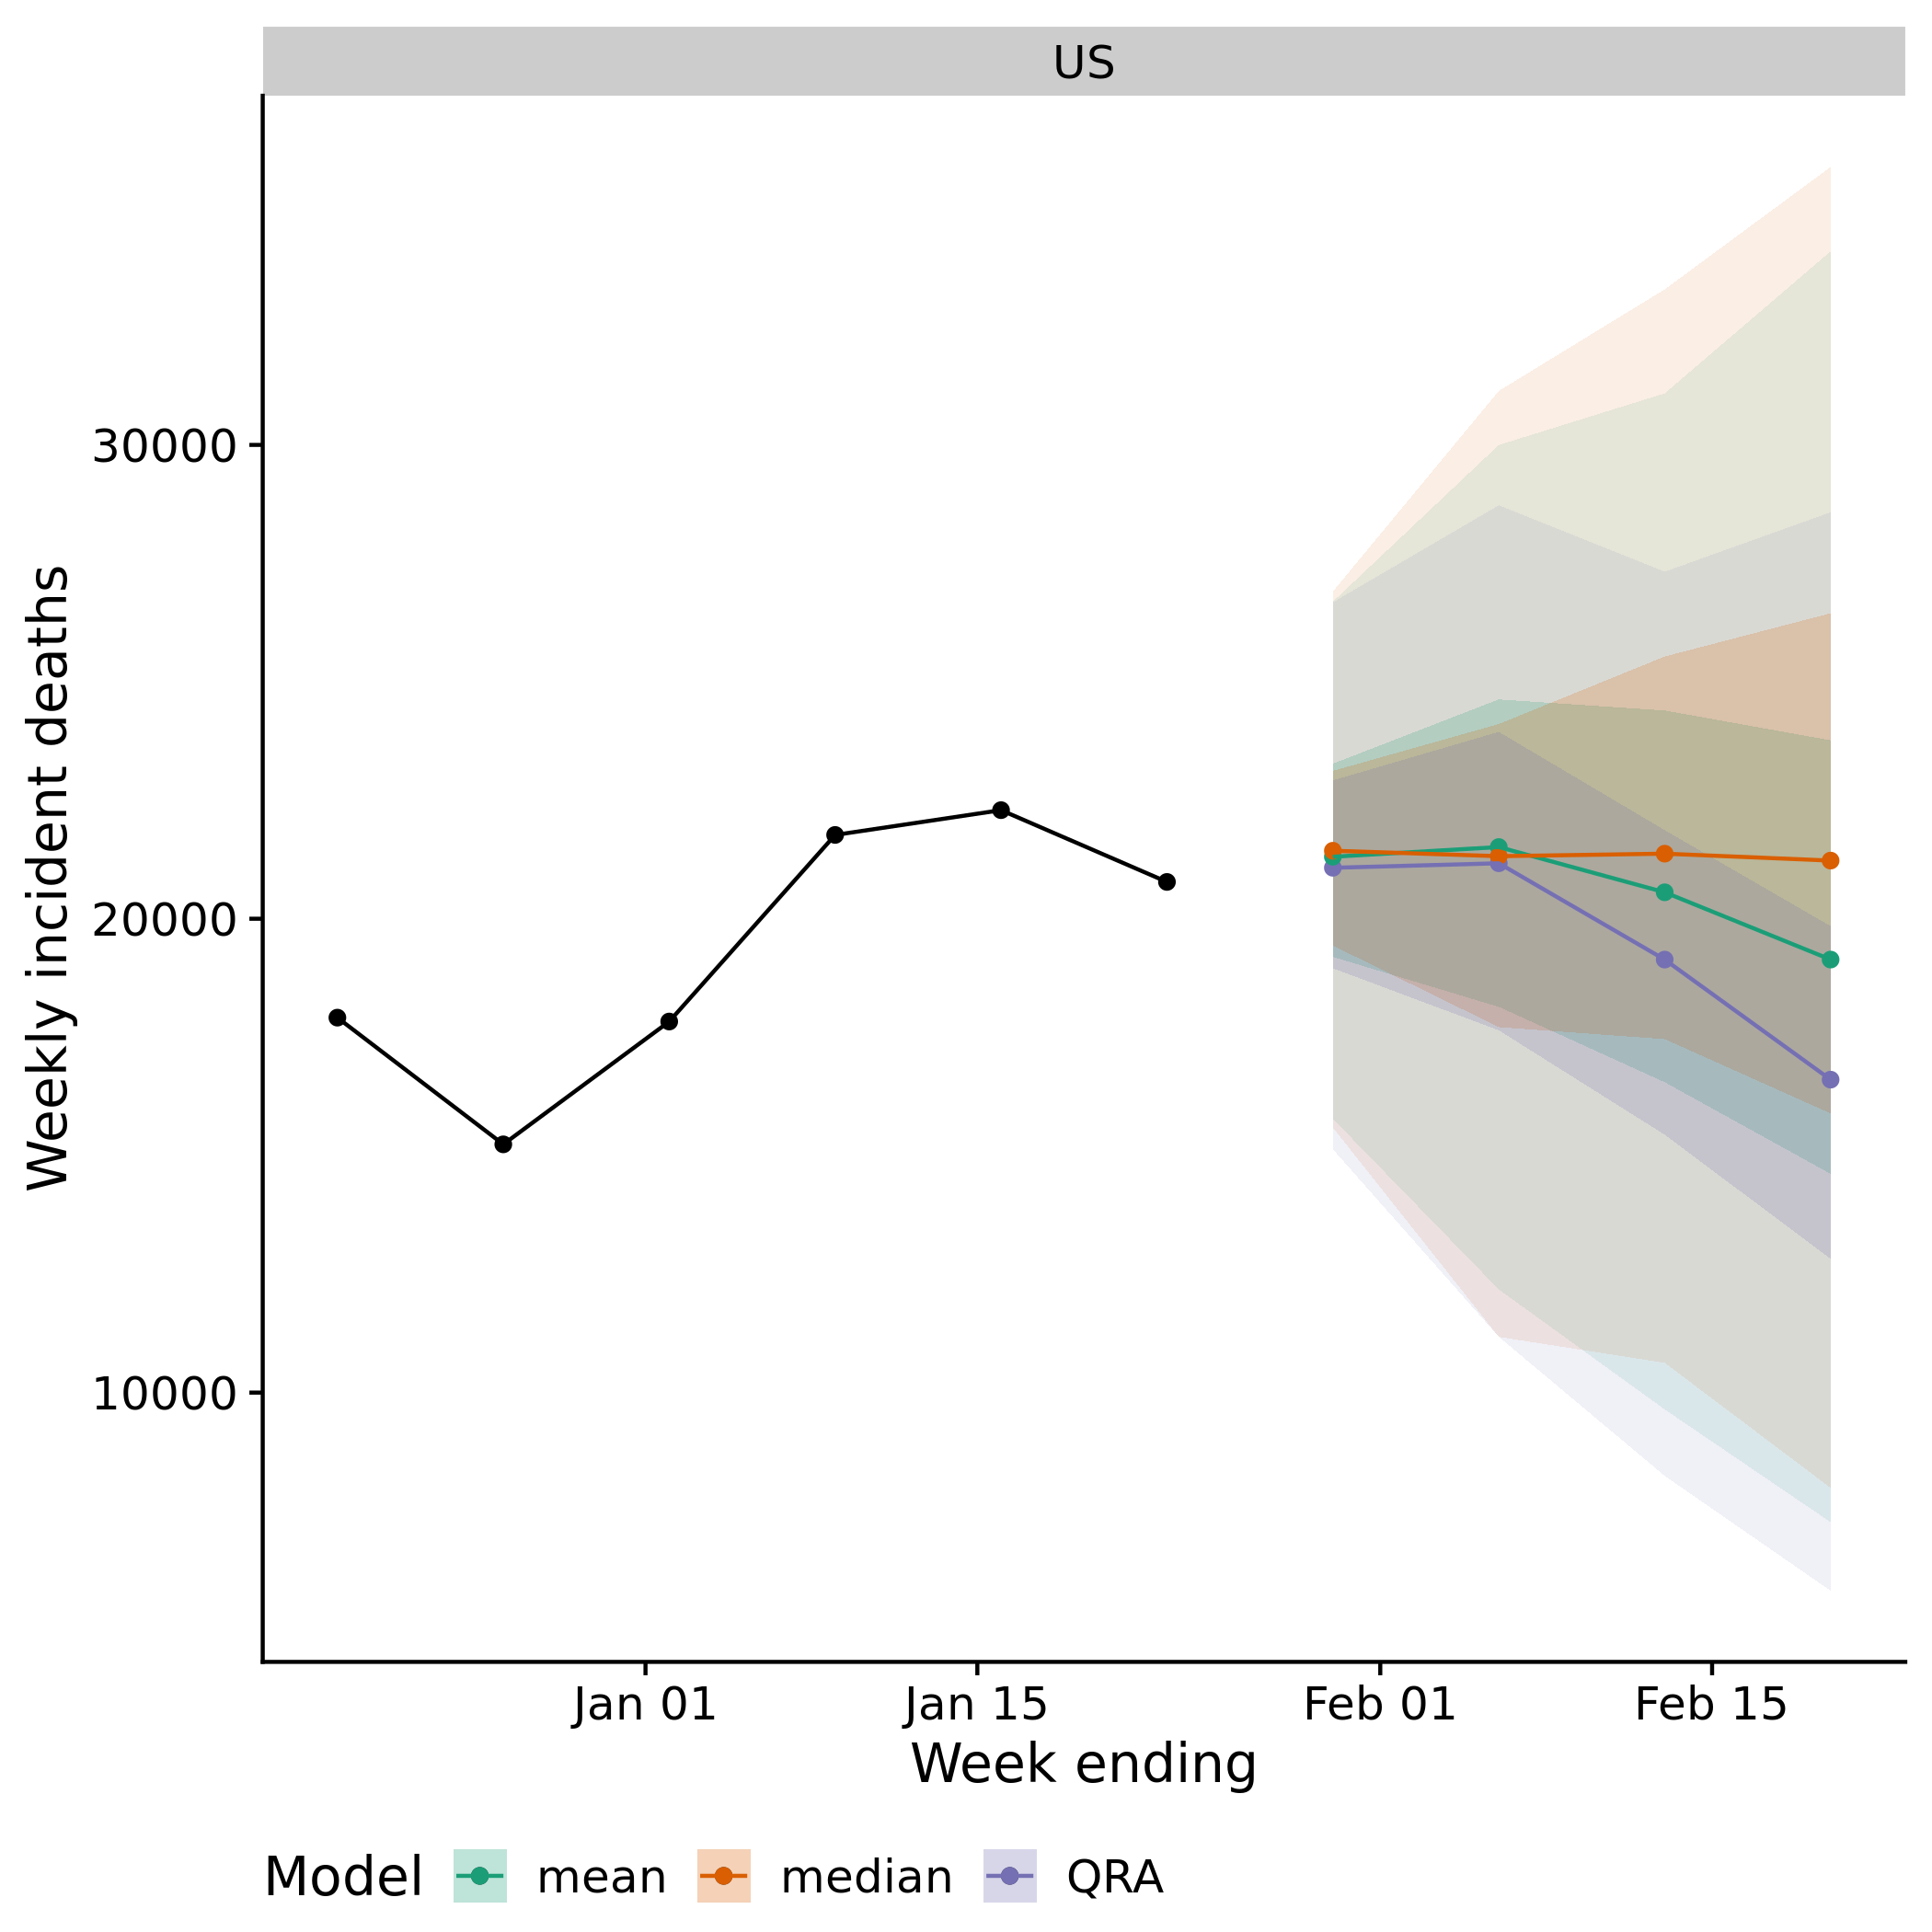 US
Weekly incident deaths
30000
20000
10000
Jan 01
Jan 15
Feb 01
Feb 15
Week ending
Model mean median QRA